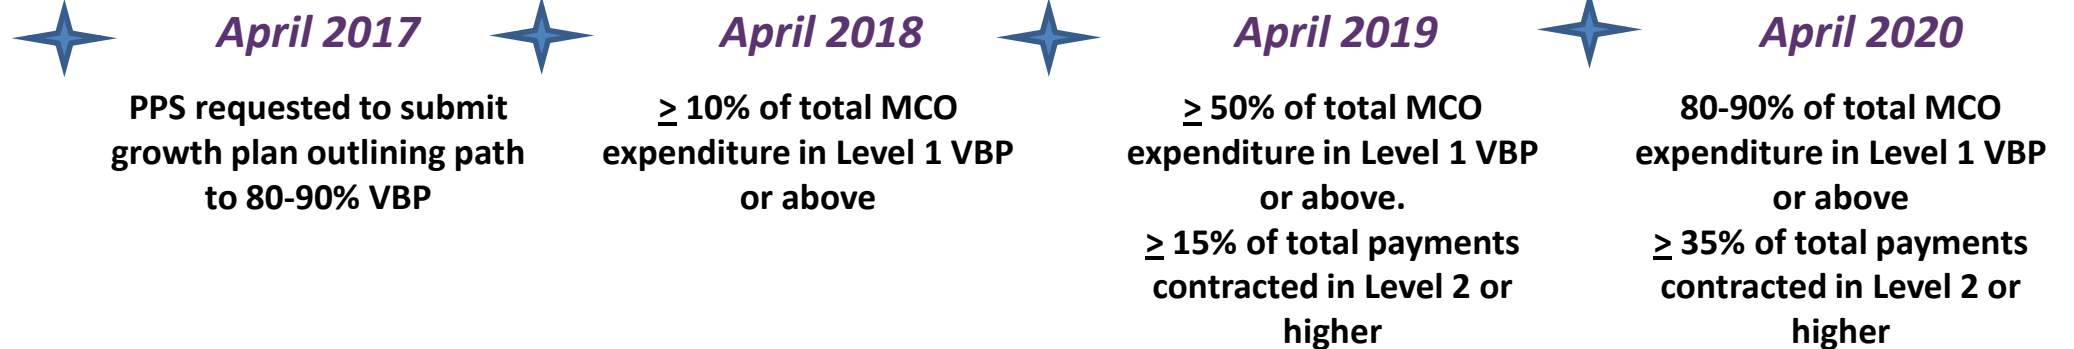 April 2017
PPS requested to submit
growth plan outlining path
to 80-90% VBP
April 2018
≥ 10% of total MCO
expenditure in Level 1 VBP
or above
April 2019
≥ 50% of total MCO
expenditure in Level 1 VBP
or above.
≥ 15% of total payments
contracted in Level 2 or
higher
April 2020
80-90% of total MCO
expenditure in Level 1 VBP
or above
≥ 35% of total payments
contracted in Level 2 or
higher